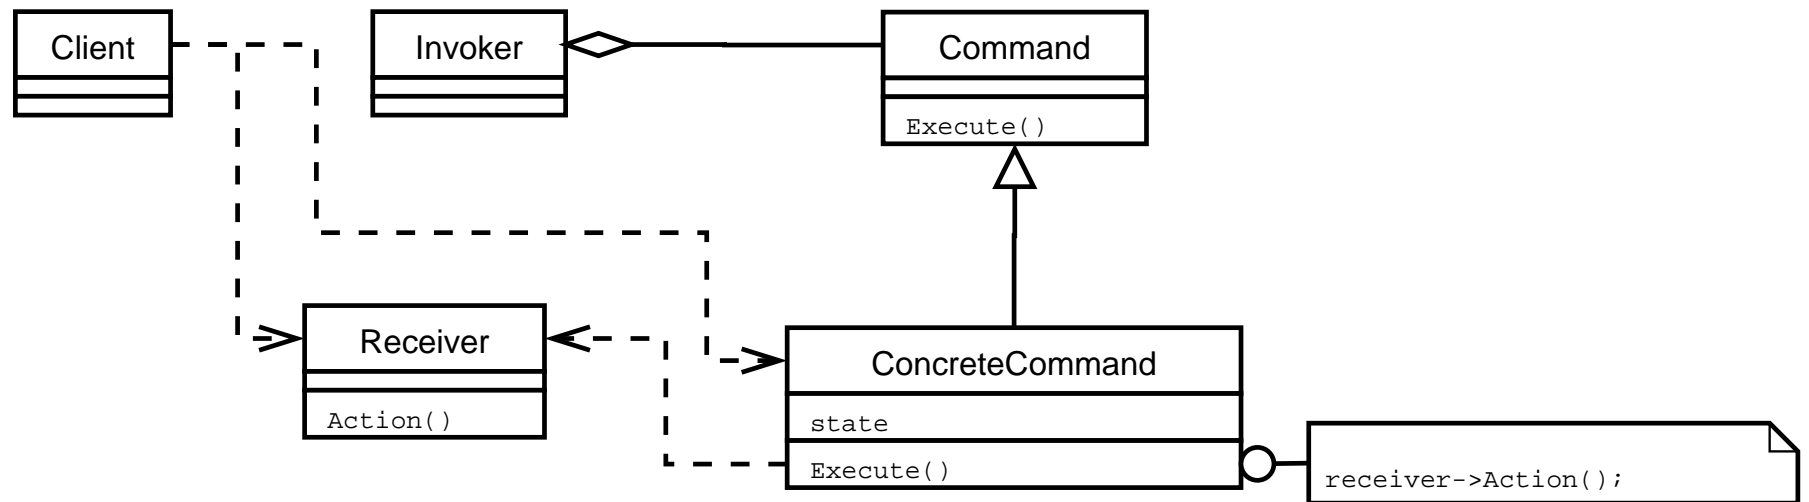 Client
Invoker
Command
Execute()
Receiver
Action()
ConcreteCommand
state
Execute()
receiver->Action();